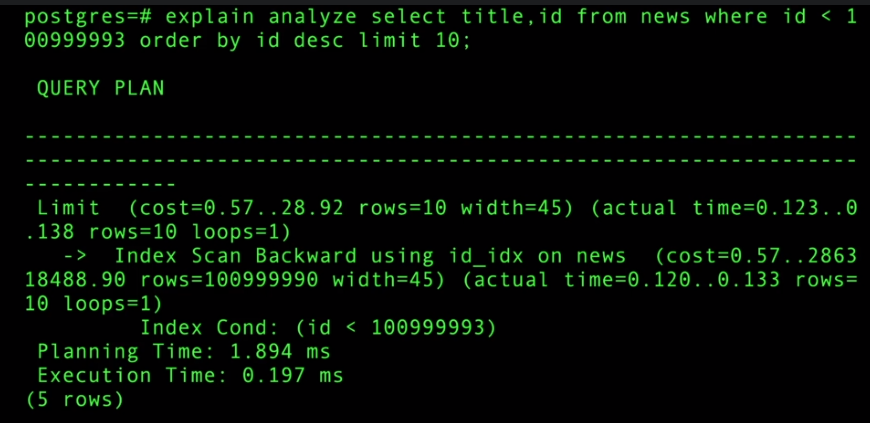 postgres=# explain analyze select title,id from news where id < 1
00999993 order by id desc limit 10;
QUERY PLAN
-----------------------------------------------------------------
-----------------------------------------------------------------
------------
Limit  (cost=0.57..28.92 rows=10 width=45) (actual time=0.123..0
.138 rows=10 loops=1)
->  Index Scan Backward using id_idx on news  (cost=0.57..2863
18488.90 rows=100999990 width=45) (actual time=0.120..0.133 rows=
10 loops=1)
Index Cond: (id < 100999993)
Planning Time: 1.894 ms
Execution Time: 0.197 ms
(5 rows)